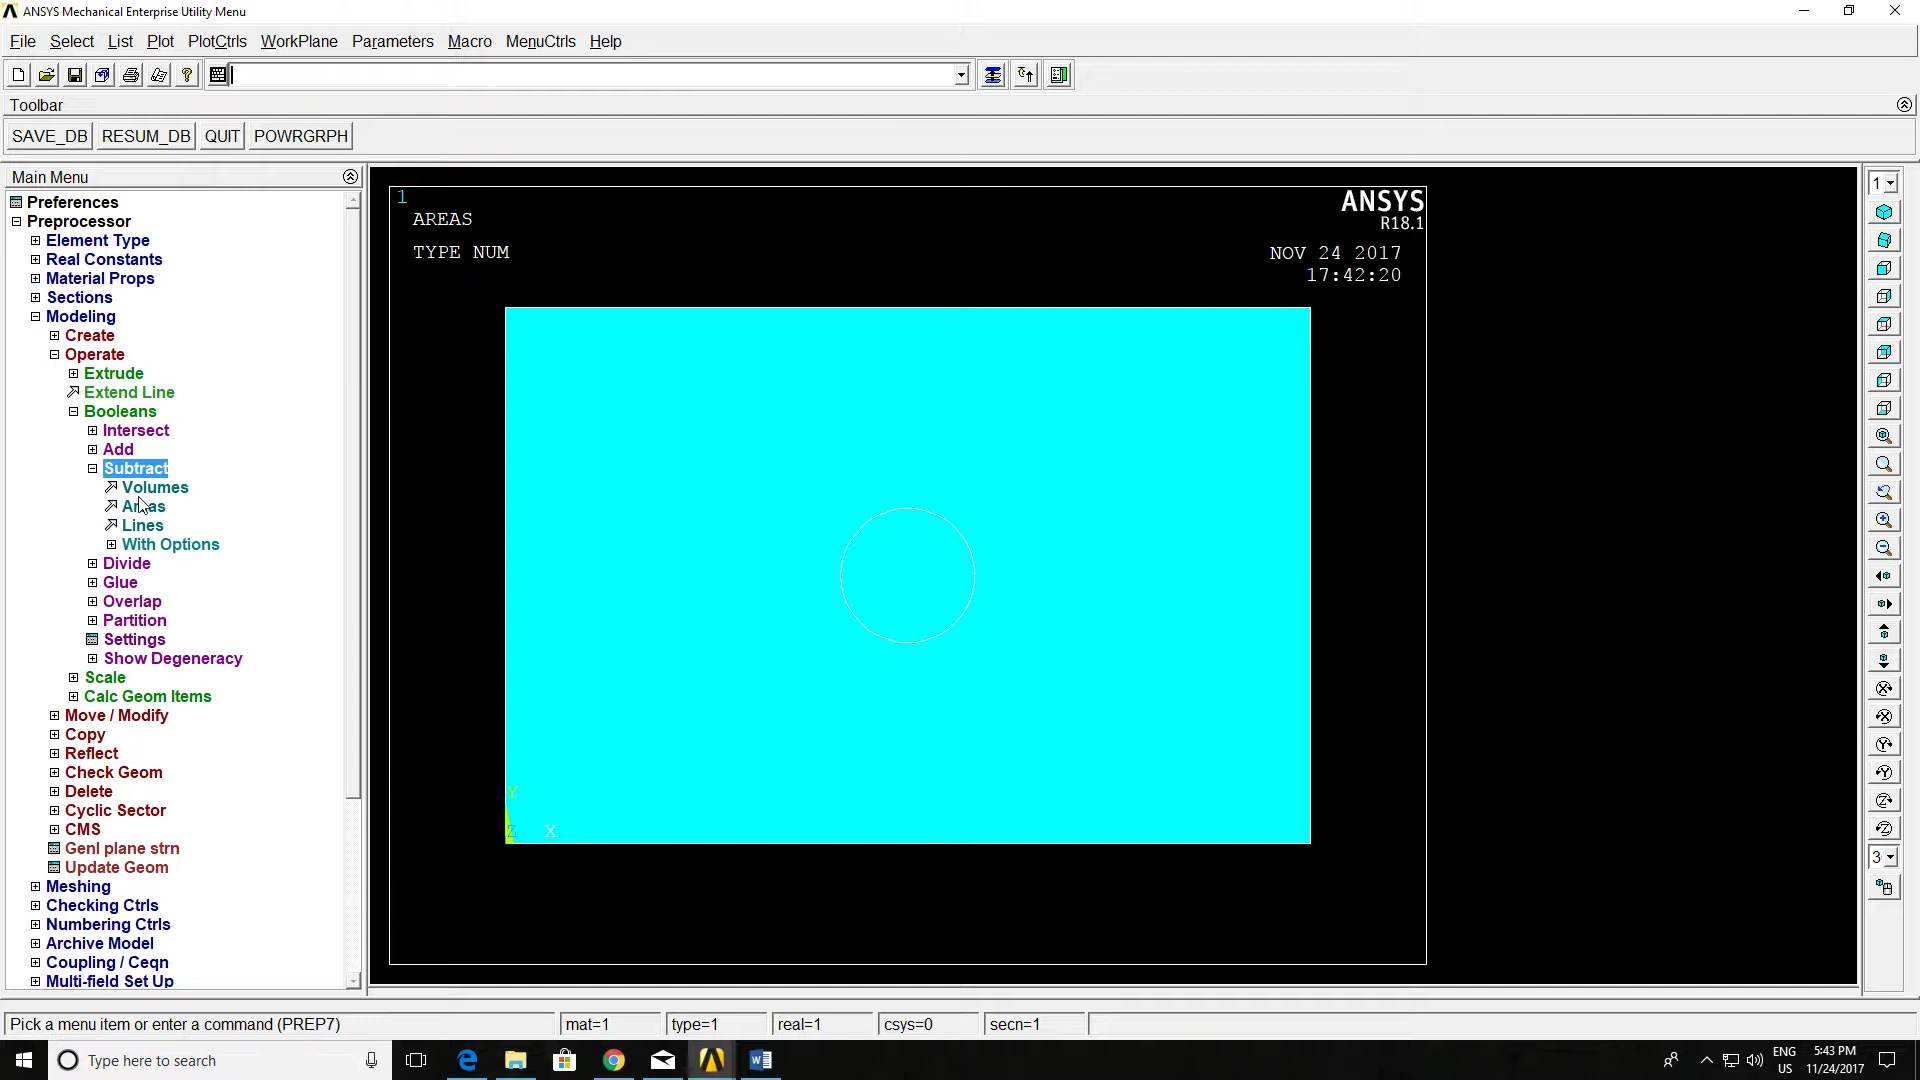 ANSYS Mechanical Enterprise Utility Menu
File Select List Plot PlotCtrls WorkPlane Parameters Macro MenuCtrls Help
Toolbar
SAVE_DB RESUM_DB QUIT POWRGRPH
Main Menu
Preferences
Preprocessor
Element Type
Real Constants
Material Props
Sections
Modeling
Create
Operate
Extrude
Extend Line
Booleans
Intersect
Add
Subtract
Volumes
Areas
Lines
With Options
Divide
Glue
Overlap
Partition
Settings
Show Degeneracy
Scale
Calc Geom Items
Move / Modify
Copy
Reflect
Check Geom
Delete
Cyclic Sector
CMS
Genl plane strn
Update Geom
Meshing
Checking Ctrls
Numbering Ctrls
Archive Model
Coupling / Ceqn
Multi-field Set Up
1
AREAS
TYPE NUM
ANSYS
R18.1
NOV 24 2017
17:42:20
Y
Z X
1
3
Pick a menu item or enter a command (PREP7) mat=1 type=1 real=1 csys=0 secn=1
Type here to search
ENG
US
5:43 PM
11/24/2017